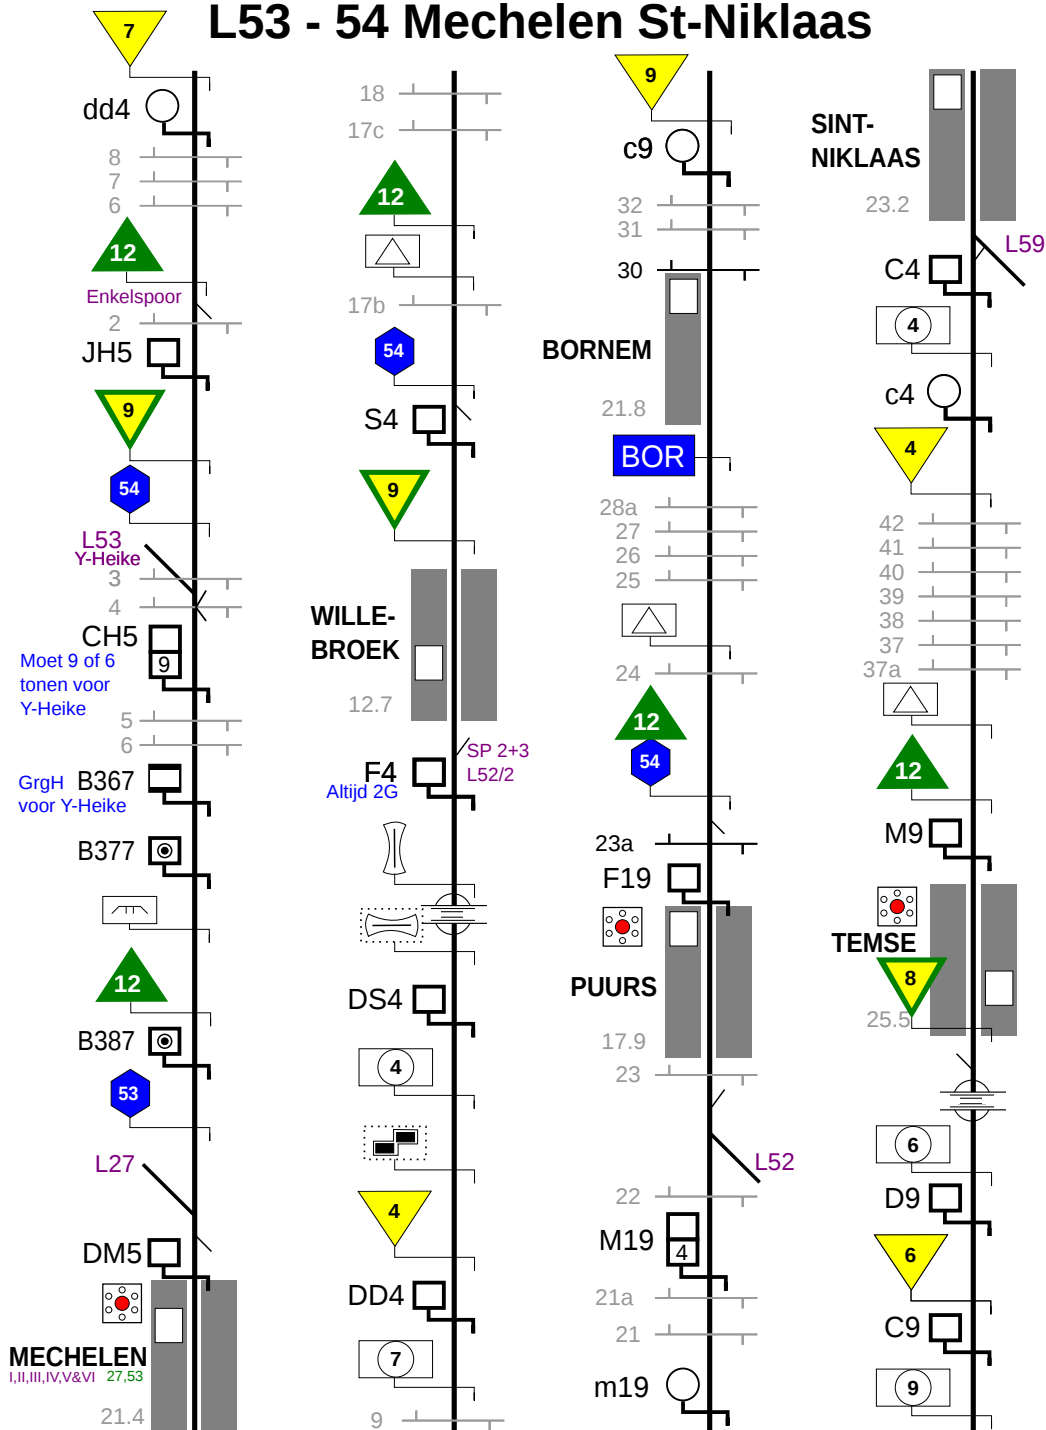 L53 - 54 Mechelen St-Niklaas
7
dd4
8
7
6
12
Enkelspoor
2
JH5
9
54
L53
Y-Heike
3
4
CH5
9
Moet 9 of 6
tonen voor
Y-Heike
5
6
B367
GrgH
voor Y-Heike
B377
12
B387
53
L27
DM5
MECHELEN
I,II,III,IV,V&VI 27,53
21.4
18
17c
12
17b
54
S4
9
WILLE-
BROEK
12.7
SP 2+3
L52/2
F4
Altijd 2G
DS4
4
4
DD4
7
9
9
c9
32
31
30
BORNEM
21.8
BOR
28a
27
26
25
24
12
54
23a
F19
PUURS
17.9
23
L52
22
M19
4
21a
21
m19
SINT-
NIKLAAS
23.2
L59
C4
4
c4
4
42
41
40
39
38
37
37a
12
M9
TEMSE
8
25.5
6
D9
6
C9
9